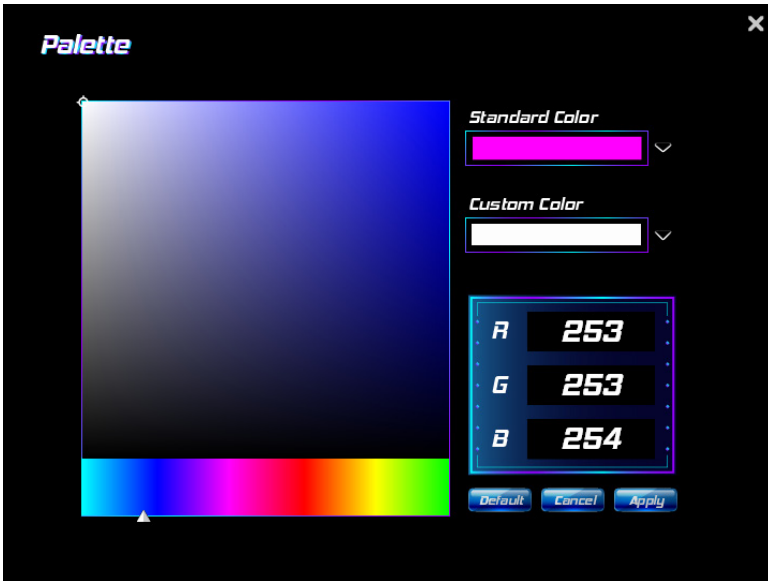 Palette
Standard Color
Custom Color
R 253
G 253
B 254
Default Cancel Apply